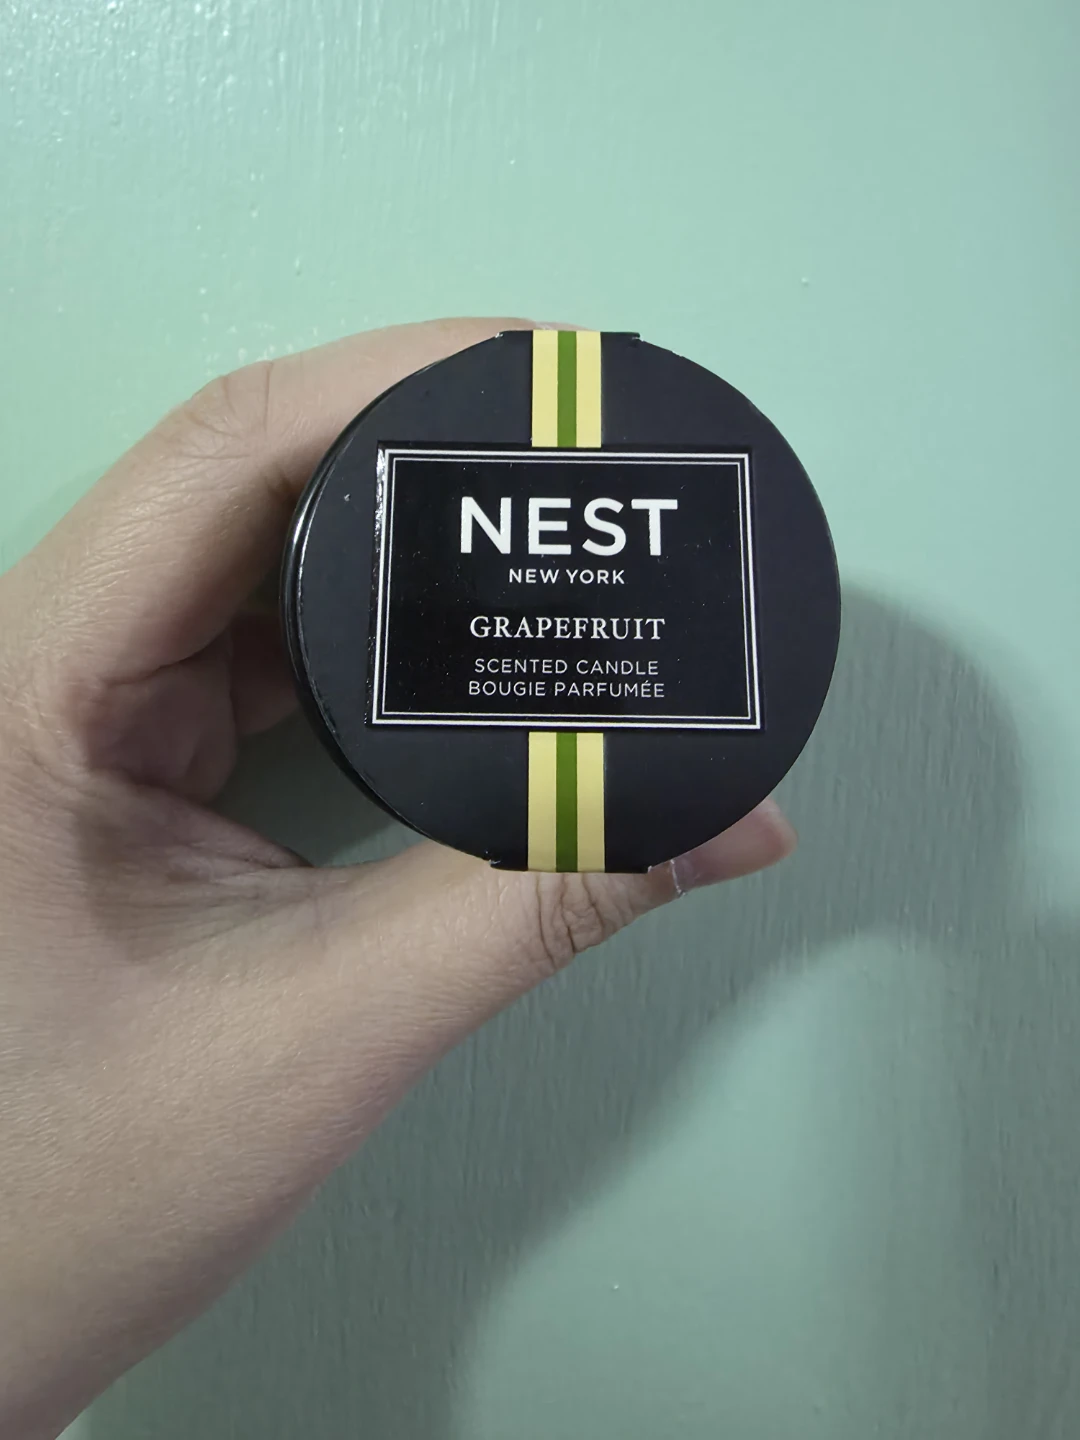 NEST
NEW YORK
GRAPEFRUIT
SCENTED CANDLE
BOUGIE PARFUMÉE